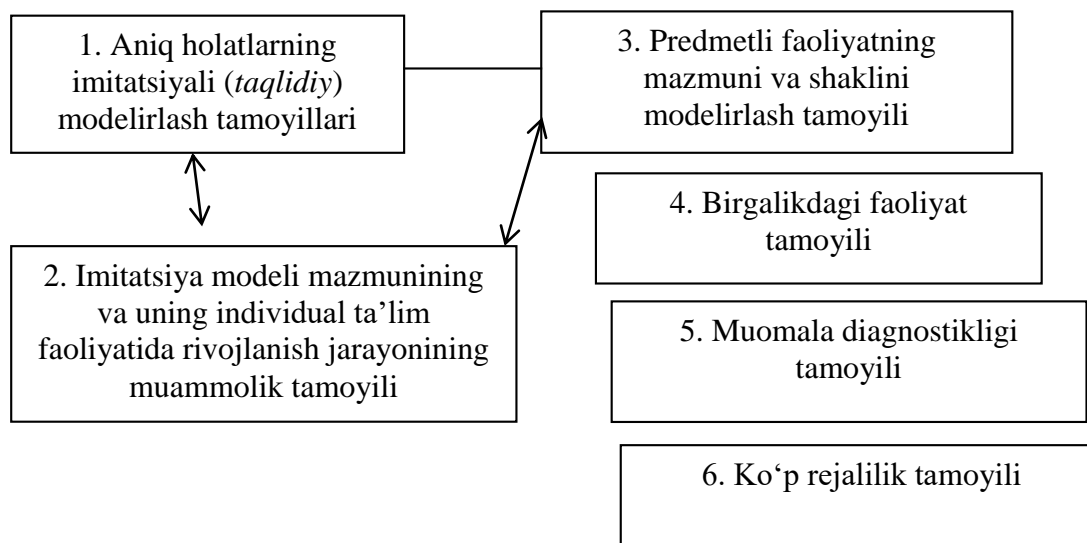 1. Aniq holatlarning
imitatsiyali (taqlidiy)
modelirlash tamoyillari
2. Imitatsiya modeli mazmunining
va uning individual ta’lim
faoliyatida rivojlanish jarayonining
muammolik tamoyili
3. Predmetli faoliyatning
mazmuni va shaklini
modelirlash tamoyili
4. Birgalikdagi faoliyat
tamoyili
5. Muomala diagnostikligi
tamoyili
6. Ko‘p rejalilik tamoyili